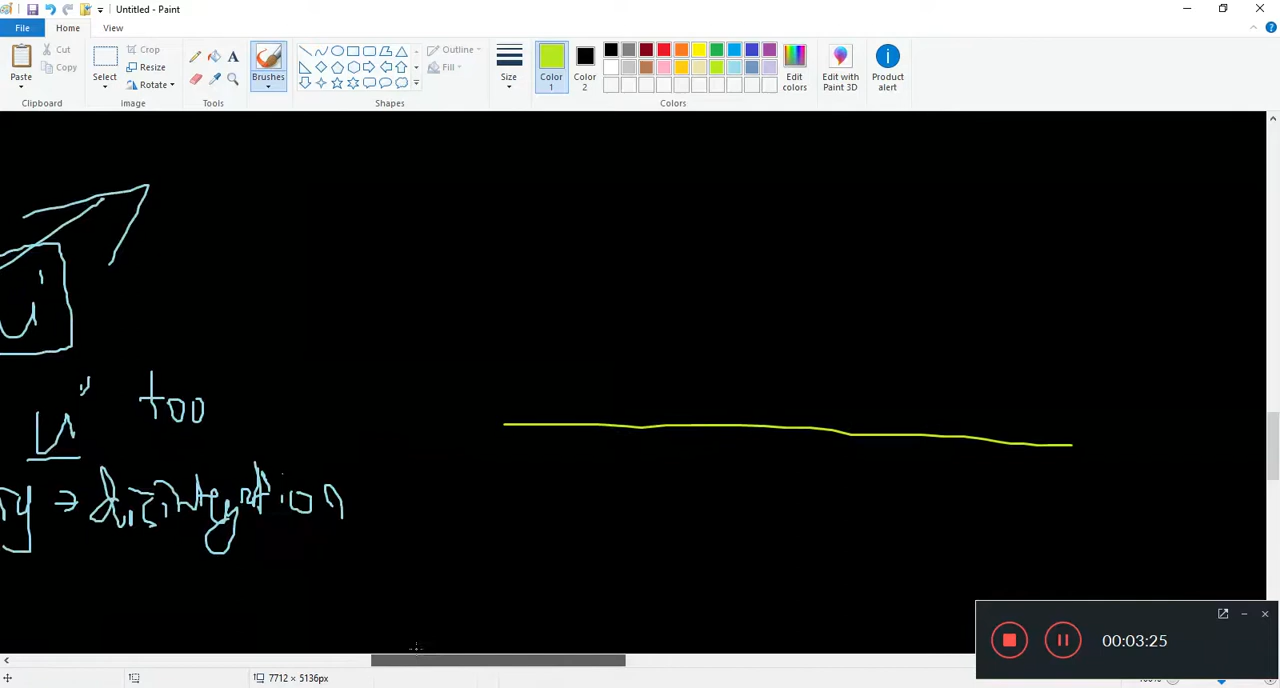 Untitled - Paint
File Home View
Paste
Clipboard
Cut
Copy
Select
Crop
Resize
Rotate
Image
A
Tools
Brushes
Outline
Fill
Shapes
Size
Color 1
Color 2
Edit colors
Colors
Edit with Paint 3D
Product alert
u'
u" too
y → disintegration
00:03:25
7712 × 5136px